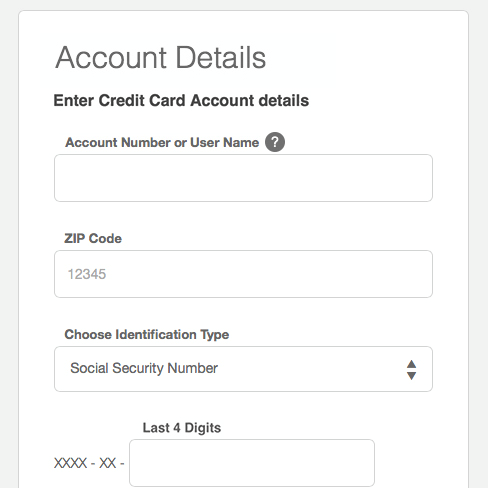 Account Details
Enter Credit Card Account details
Account Number or User Name ?
ZIP Code
12345
Choose Identification Type
Social Security Number
Last 4 Digits
XXXX - XX -